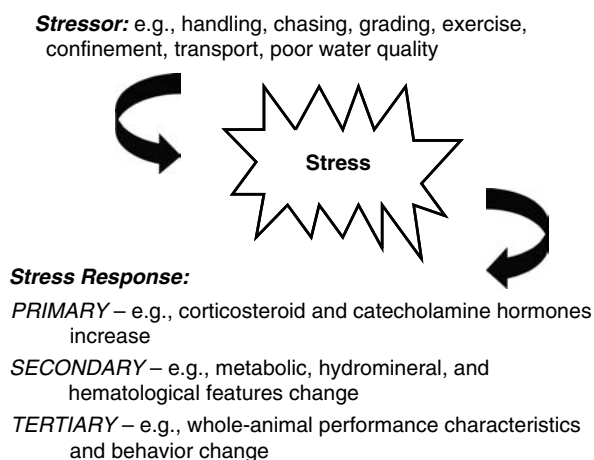 Stressor: e.g., handling, chasing, grading, exercise,
confinement, transport, poor water quality
Stress
Stress Response:
PRIMARY – e.g., corticosteroid and catecholamine hormones
increase
SECONDARY – e.g., metabolic, hydromineral, and
hematological features change
TERTIARY – e.g., whole-animal performance characteristics
and behavior change